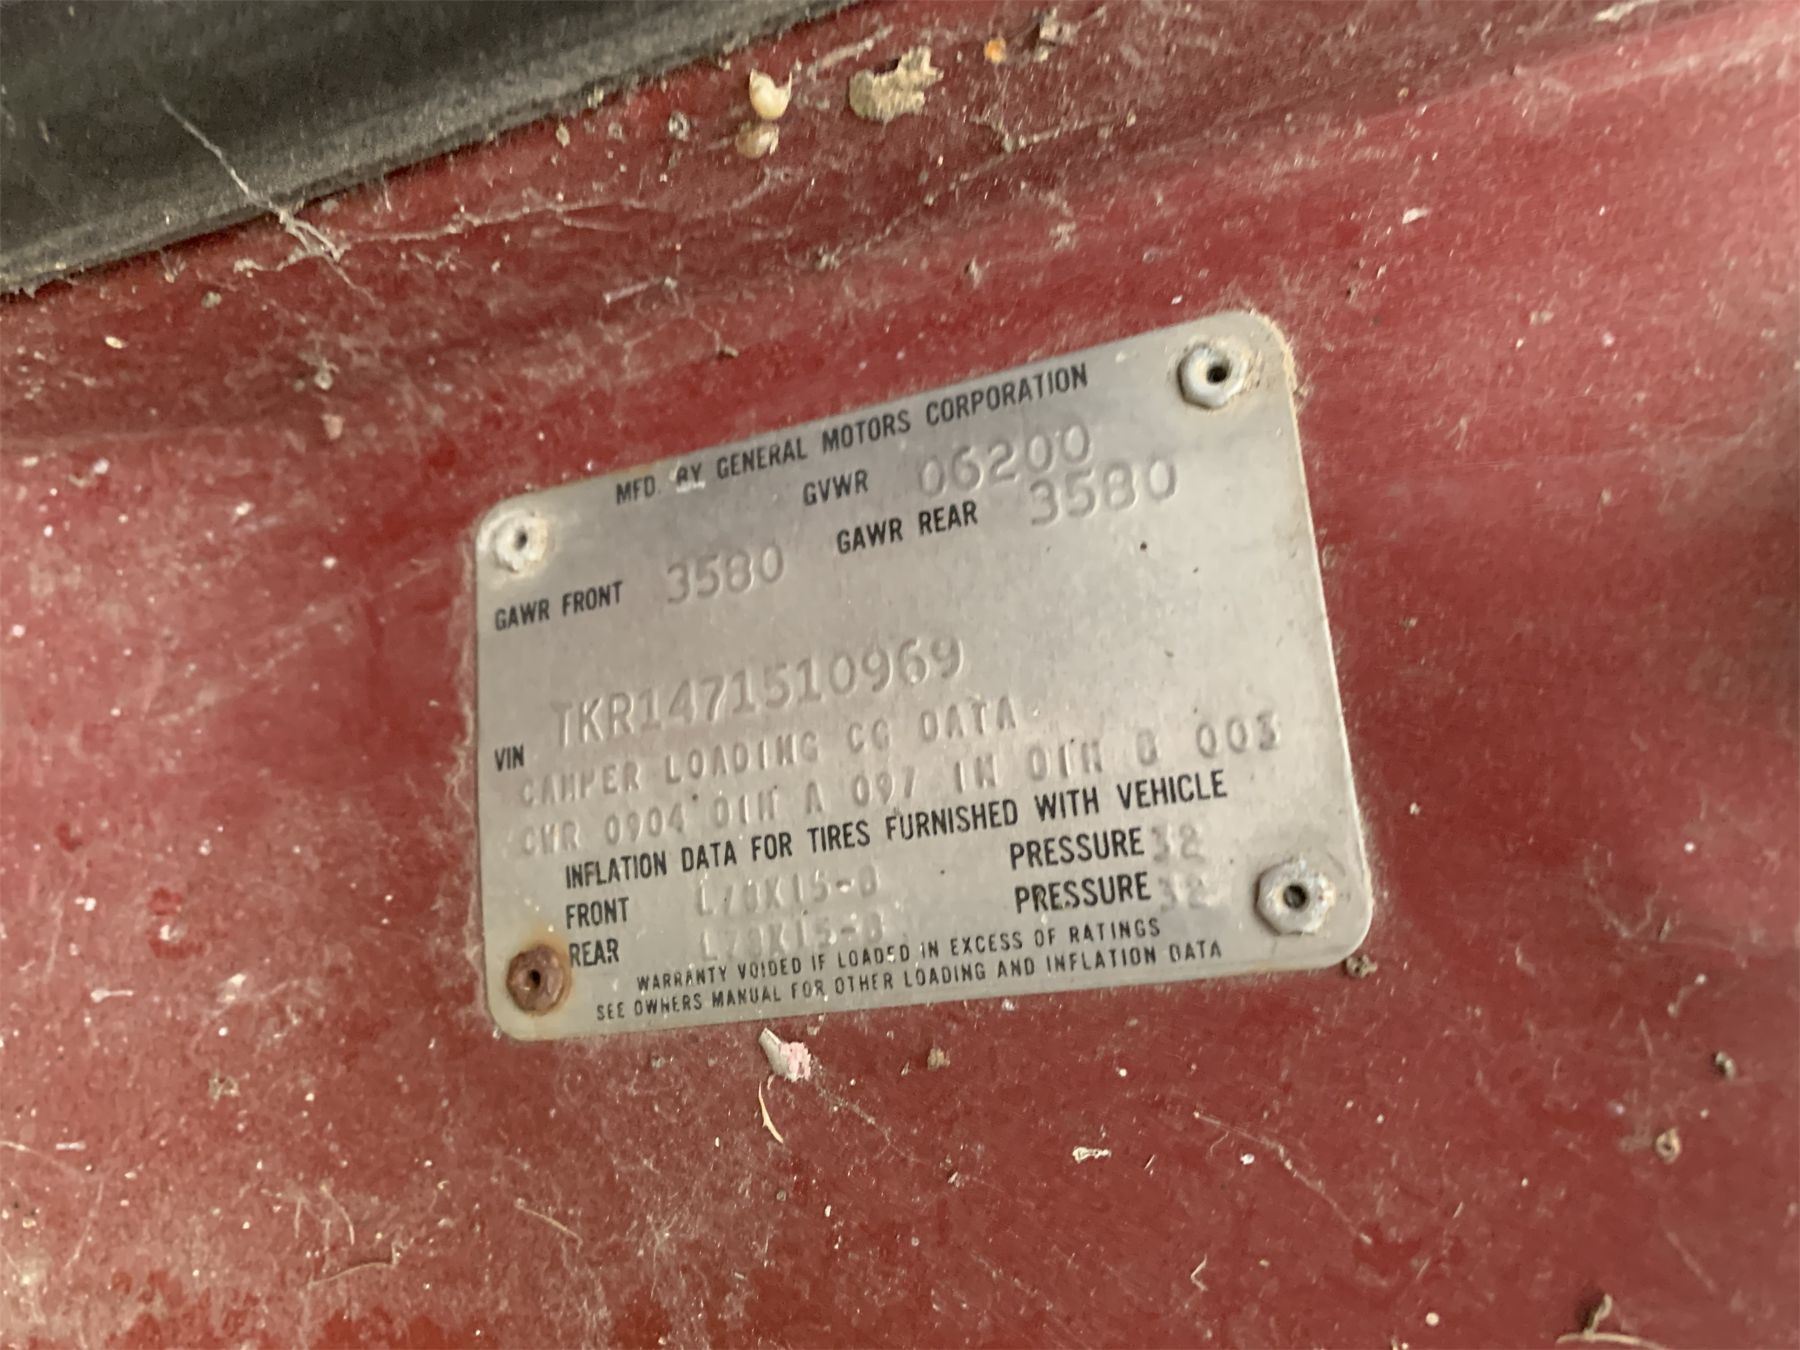 MFD. BY GENERAL MOTORS CORPORATION
GVWR 06200
GAWR FRONT 3580 GAWR REAR 3580
VIN TKR1471510969
CAMPER LOADING CG DATA
CWR 0904 DIM A 097 IN DIM B 003
INFLATION DATA FOR TIRES FURNISHED WITH VEHICLE
FRONT L78X15-B PRESSURE 32
REAR L78X15-B PRESSURE 32
WARRANTY VOIDED IF LOADED IN EXCESS OF RATINGS
SEE OWNERS MANUAL FOR OTHER LOADING AND INFLATION DATA